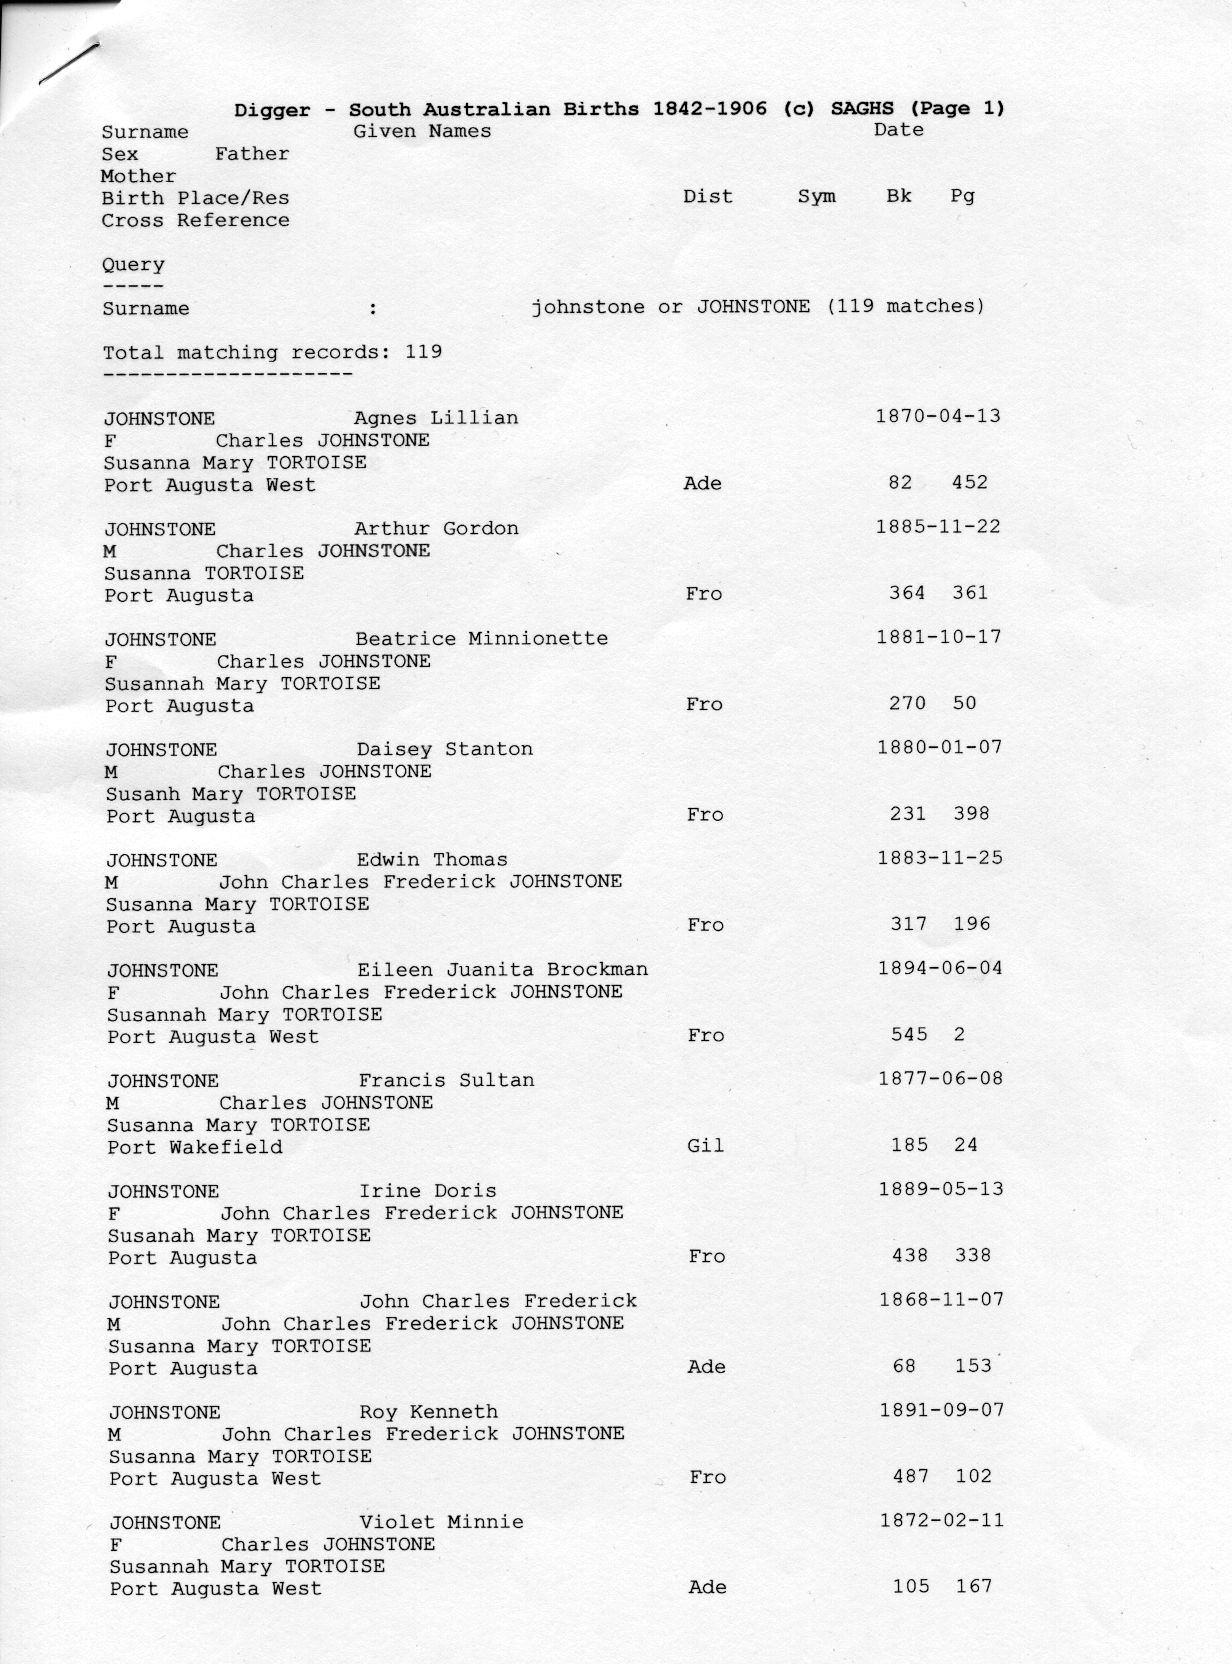 Digger - South Australian Births 1842-1906 (c) SAGHS (Page 1)
Surname Given Names Date
Sex Father
Mother
Birth Place/Res Dist Sym Bk Pg
Cross Reference
Query
-----
Surname : johnstone or JOHNSTONE (119 matches)
Total matching records: 119
--------------------
JOHNSTONE Agnes Lillian 1870-04-13
F Charles JOHNSTONE
Susanna Mary TORTOISE
Port Augusta West Ade 82 452
JOHNSTONE Arthur Gordon 1885-11-22
M Charles JOHNSTONE
Susanna TORTOISE
Port Augusta Fro 364 361
JOHNSTONE Beatrice Minnionette 1881-10-17
F Charles JOHNSTONE
Susannah Mary TORTOISE
Port Augusta Fro 270 50
JOHNSTONE Daisey Stanton 1880-01-07
M Charles JOHNSTONE
Susanh Mary TORTOISE
Port Augusta Fro 231 398
JOHNSTONE Edwin Thomas 1883-11-25
M John Charles Frederick JOHNSTONE
Susanna Mary TORTOISE
Port Augusta Fro 317 196
JOHNSTONE Eileen Juanita Brockman 1894-06-04
F John Charles Frederick JOHNSTONE
Susannah Mary TORTOISE
Port Augusta West Fro 545 2
JOHNSTONE Francis Sultan 1877-06-08
M Charles JOHNSTONE
Susanna Mary TORTOISE
Port Wakefield Gil 185 24
JOHNSTONE Irine Doris 1889-05-13
F John Charles Frederick JOHNSTONE
Susanah Mary TORTOISE
Port Augusta Fro 438 338
JOHNSTONE John Charles Frederick 1868-11-07
M John Charles Frederick JOHNSTONE
Susanna Mary TORTOISE
Port Augusta Ade 68 153
JOHNSTONE Roy Kenneth 1891-09-07
M John Charles Frederick JOHNSTONE
Susanna Mary TORTOISE
Port Augusta West Fro 487 102
JOHNSTONE Violet Minnie 1872-02-11
F Charles JOHNSTONE
Susannah Mary TORTOISE
Port Augusta West Ade 105 167